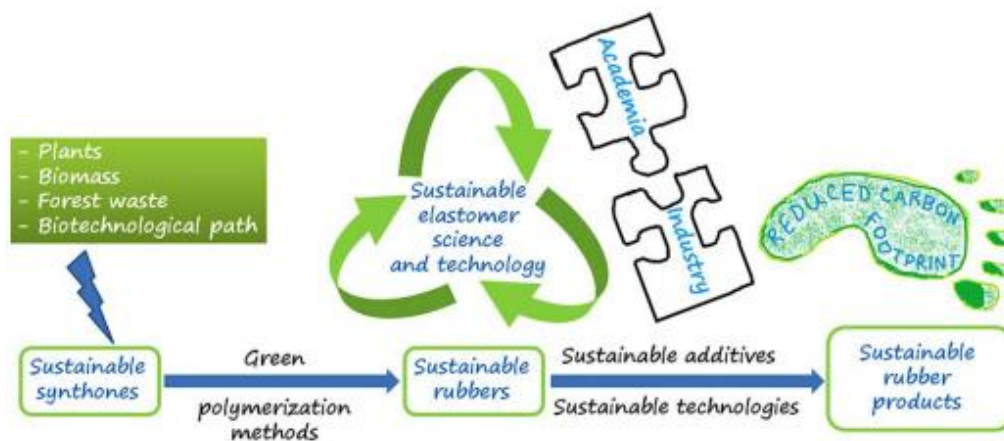 - Plants
- Biomass
- Forest waste
- Biotechnological path
Sustainable
elastomer
science
and technology
Academia
Industry
REDUCED CARBON
FOOTPRINT
Sustainable
synthones
Green
polymerization
methods
Sustainable
rubbers
Sustainable additives
Sustainable technologies
Sustainable
rubber
products